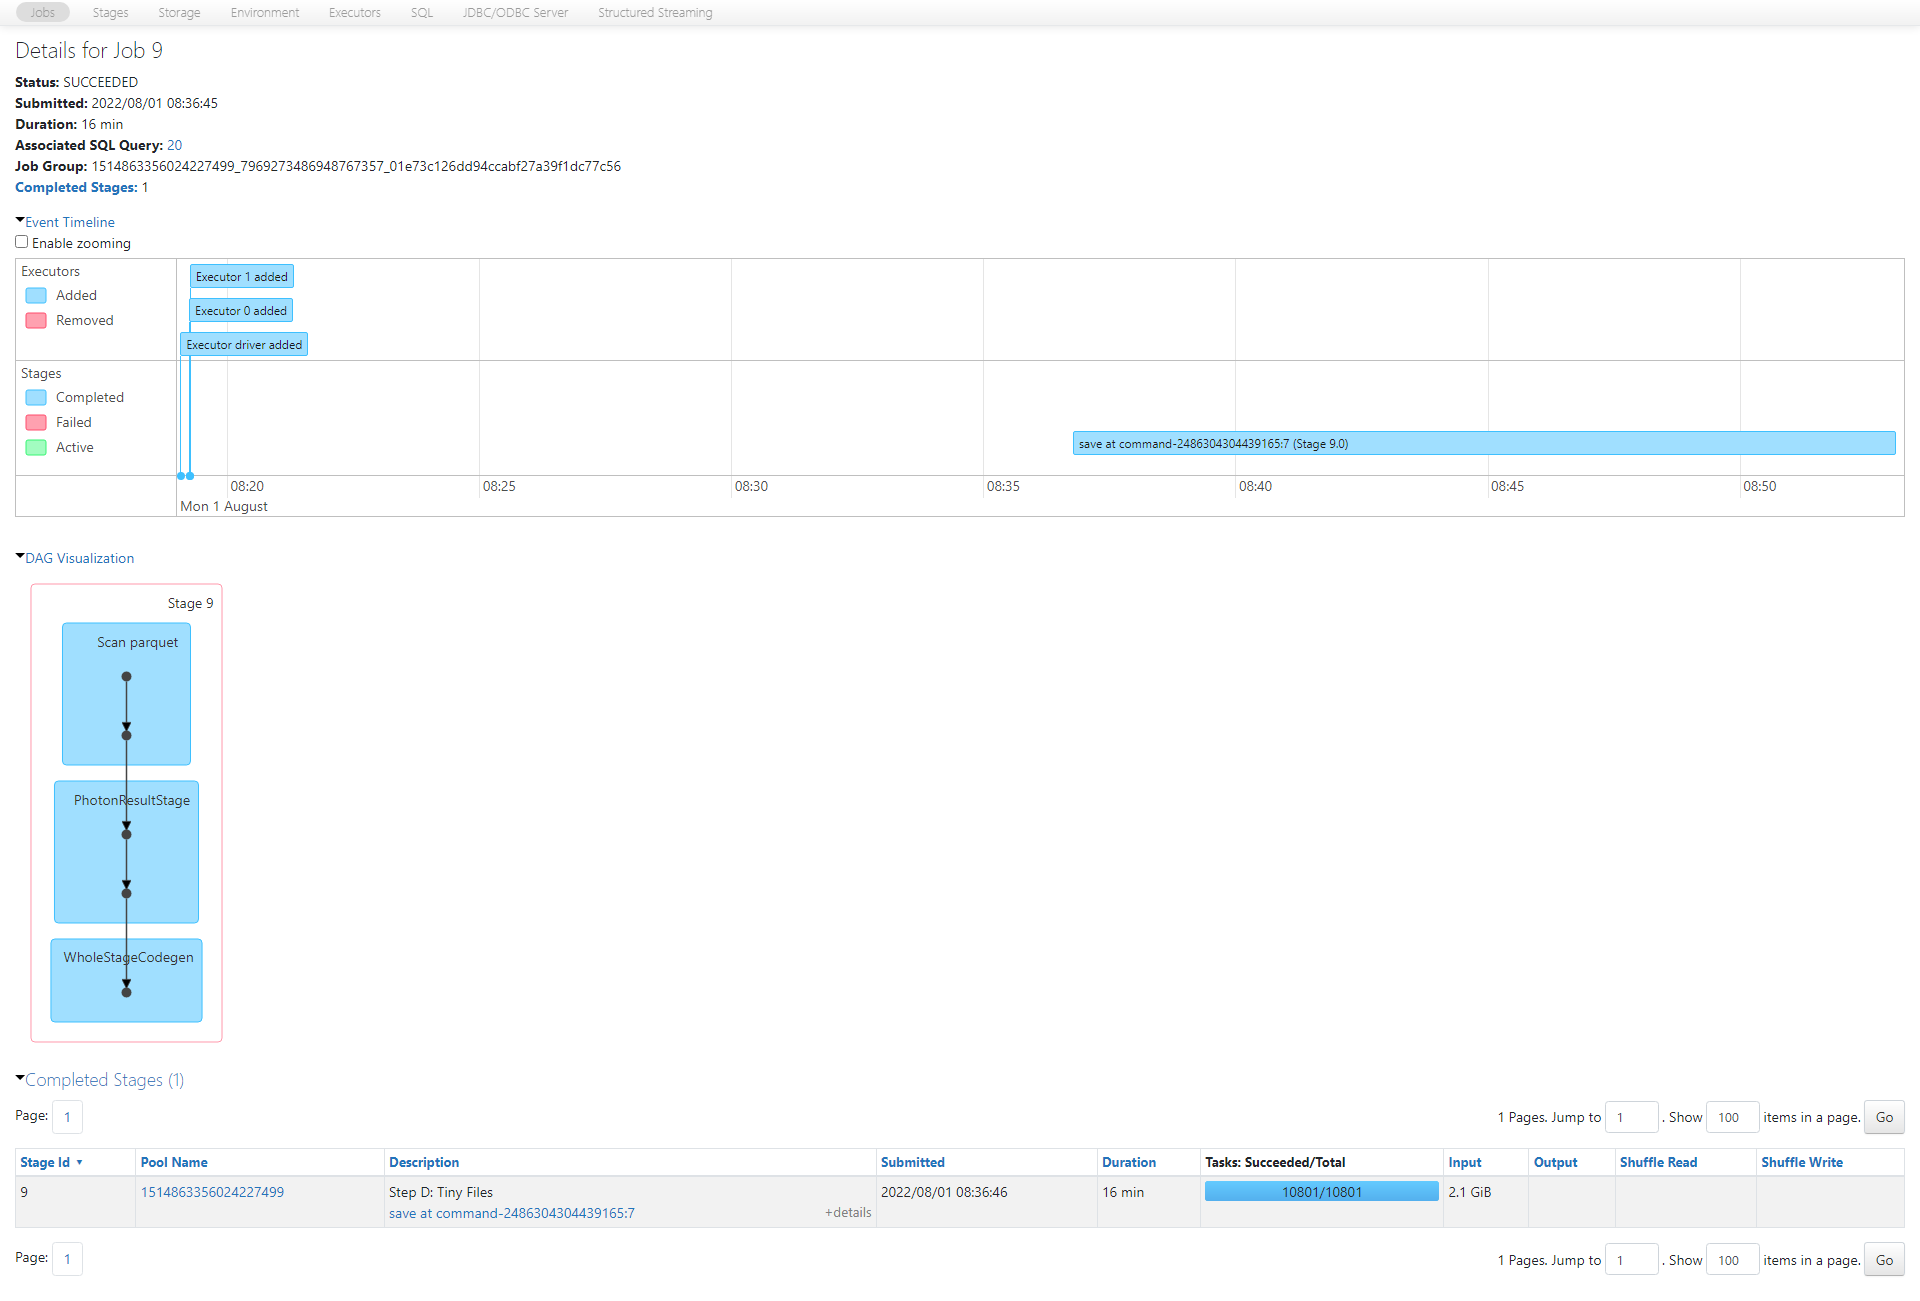 Jobs Stages Storage Environment Executors SQL JDBC/ODBC Server Structured Streaming
Details for Job 9
Status: SUCCEEDED
Submitted: 2022/08/01 08:36:45
Duration: 16 min
Associated SQL Query: 20
Job Group: 1514863356024227499_7969273486948767357_01e73c126dd94ccabf27a39f1dc77c56
Completed Stages: 1
Event Timeline
Enable zooming
Executors
Added
Removed
Executor 1 added
Executor 0 added
Executor driver added
Stages
Completed
Failed
Active
save at command-2486304304439165:7 (Stage 9.0)
08:20 08:25 08:30 08:35 08:40 08:45 08:50
Mon 1 August
DAG Visualization
Stage 9
Scan parquet
PhotonResultStage
WholeStageCodegen
Completed Stages (1)
Page: 1 1 Pages. Jump to 1 . Show 100 items in a page. Go
Stage Id Pool Name Description Submitted Duration Tasks: Succeeded/Total Input Output Shuffle Read Shuffle Write
9 1514863356024227499 Step D: Tiny Files 2022/08/01 08:36:46 16 min 10801/10801 2.1 GiB
save at command-2486304304439165:7 +details
Page: 1 1 Pages. Jump to 1 . Show 100 items in a page. Go